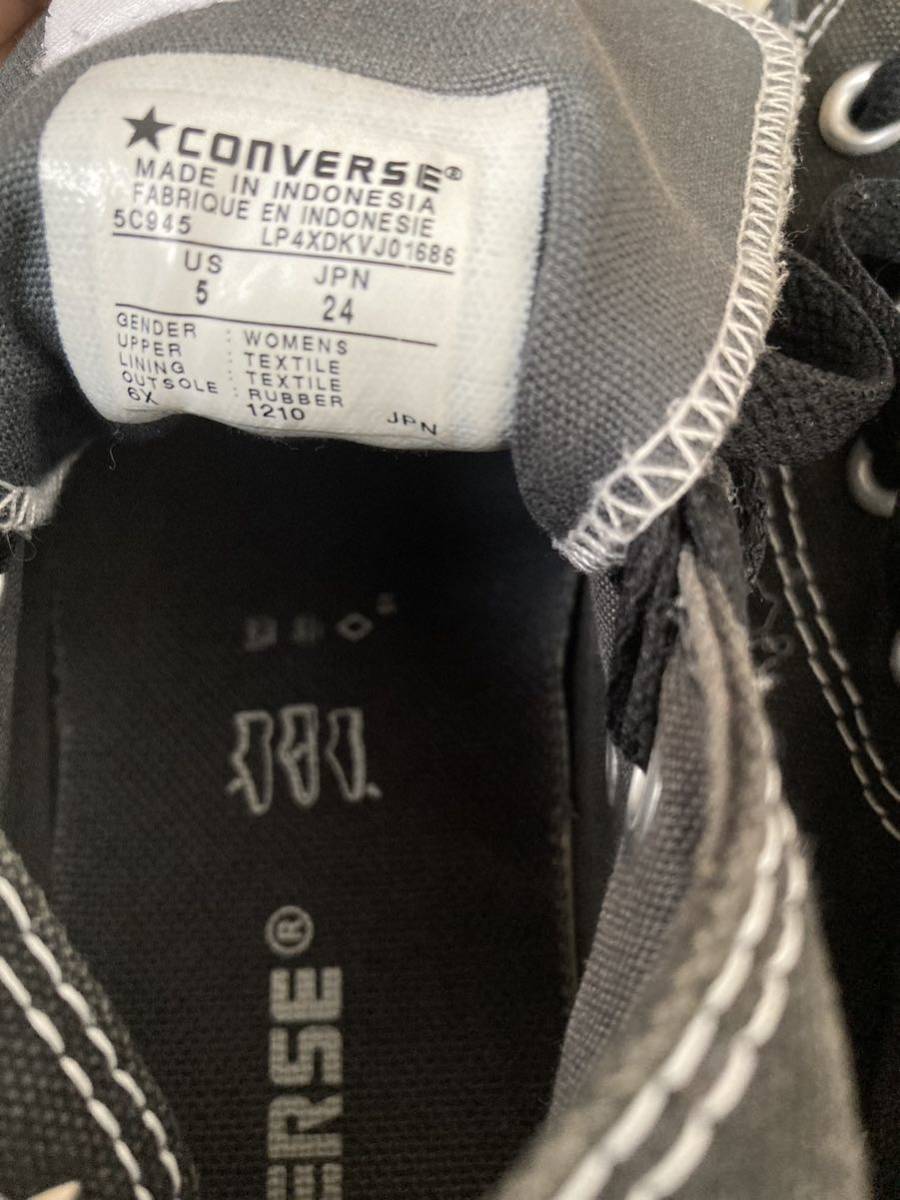 ★CONVERSE®
MADE IN INDONESIA
FABRIQUE EN INDONESIE
5C945 LP4XDKVJ01686
US JPN
5 24
GENDER : WOMENS
UPPER : TEXTILE
LINING : TEXTILE
OUTSOLE : RUBBER
6X 1210 JPN
ERSE®